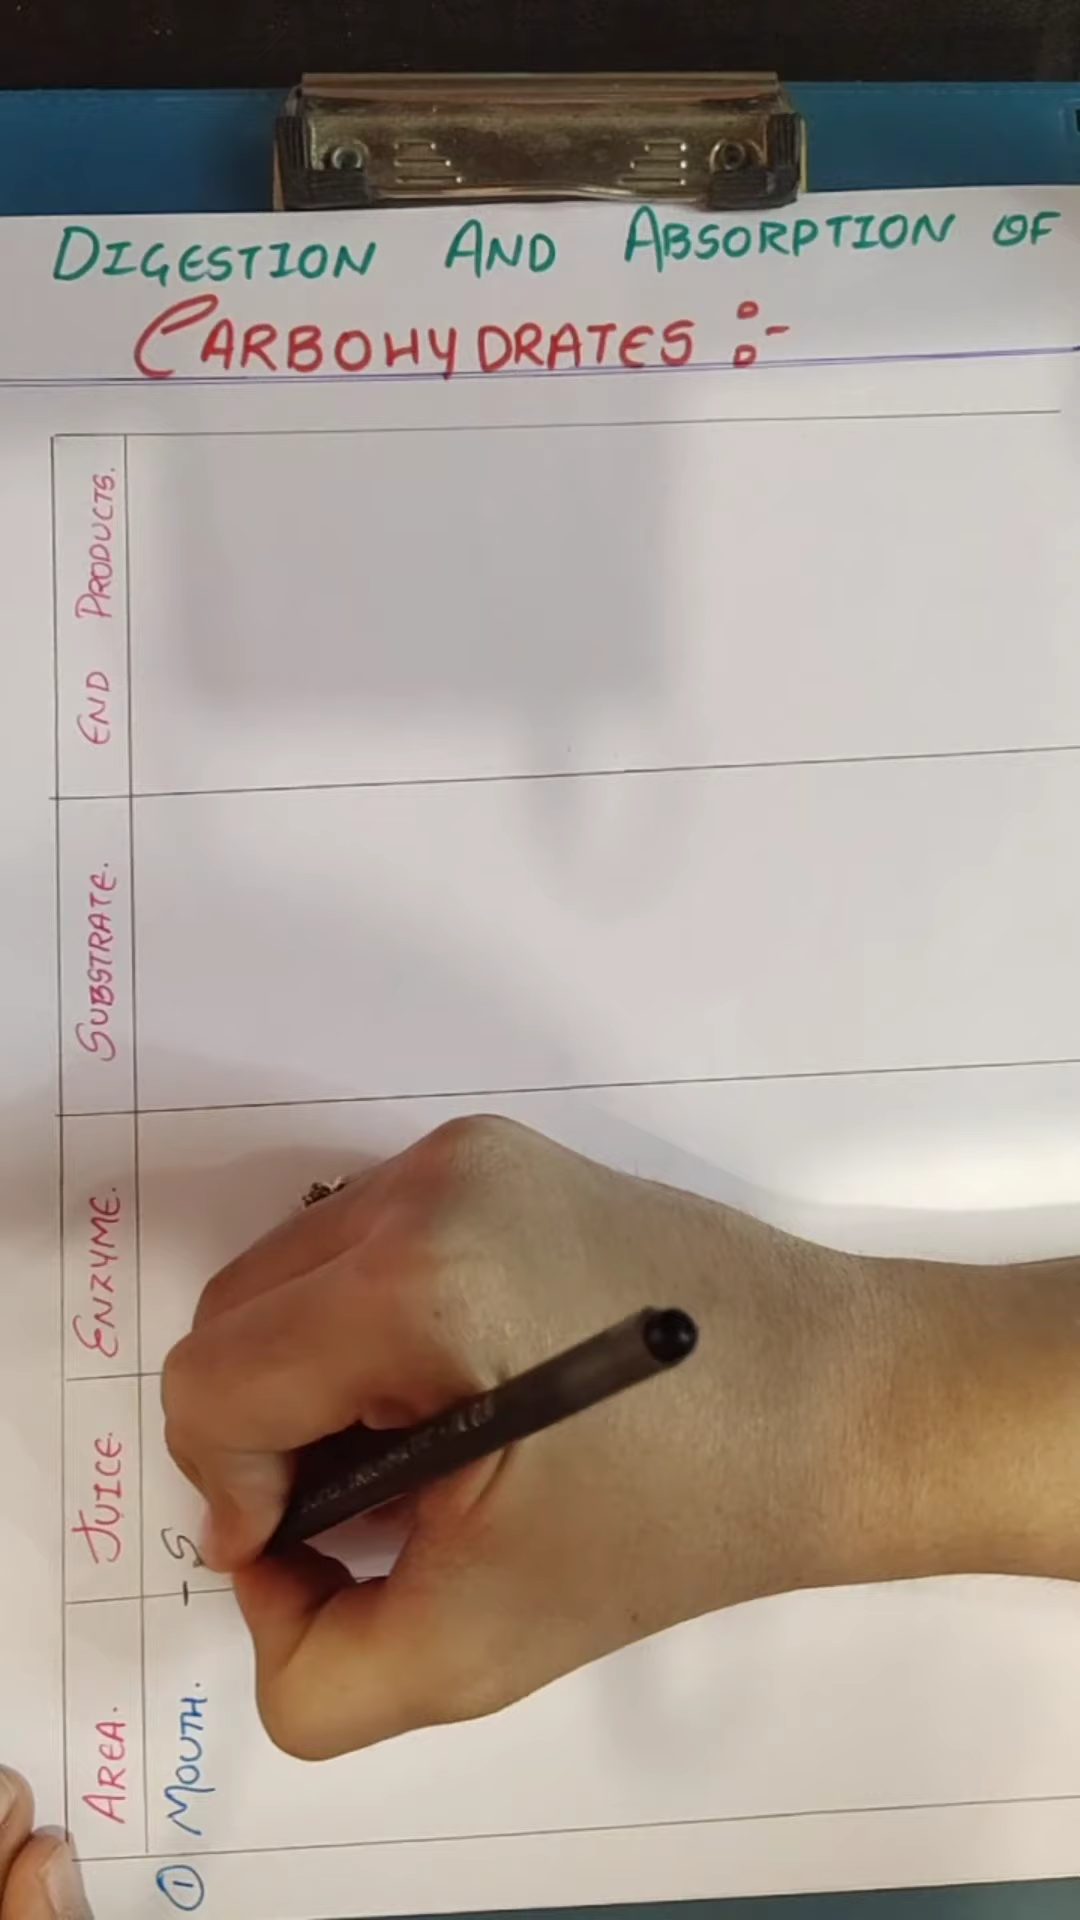 DIGESTION AND ABSORPTION OF
CARBOHYDRATES :-
AREA. JUICE. ENZYME. SUBSTRATE. END PRODUCTS.
① MOUTH. - S